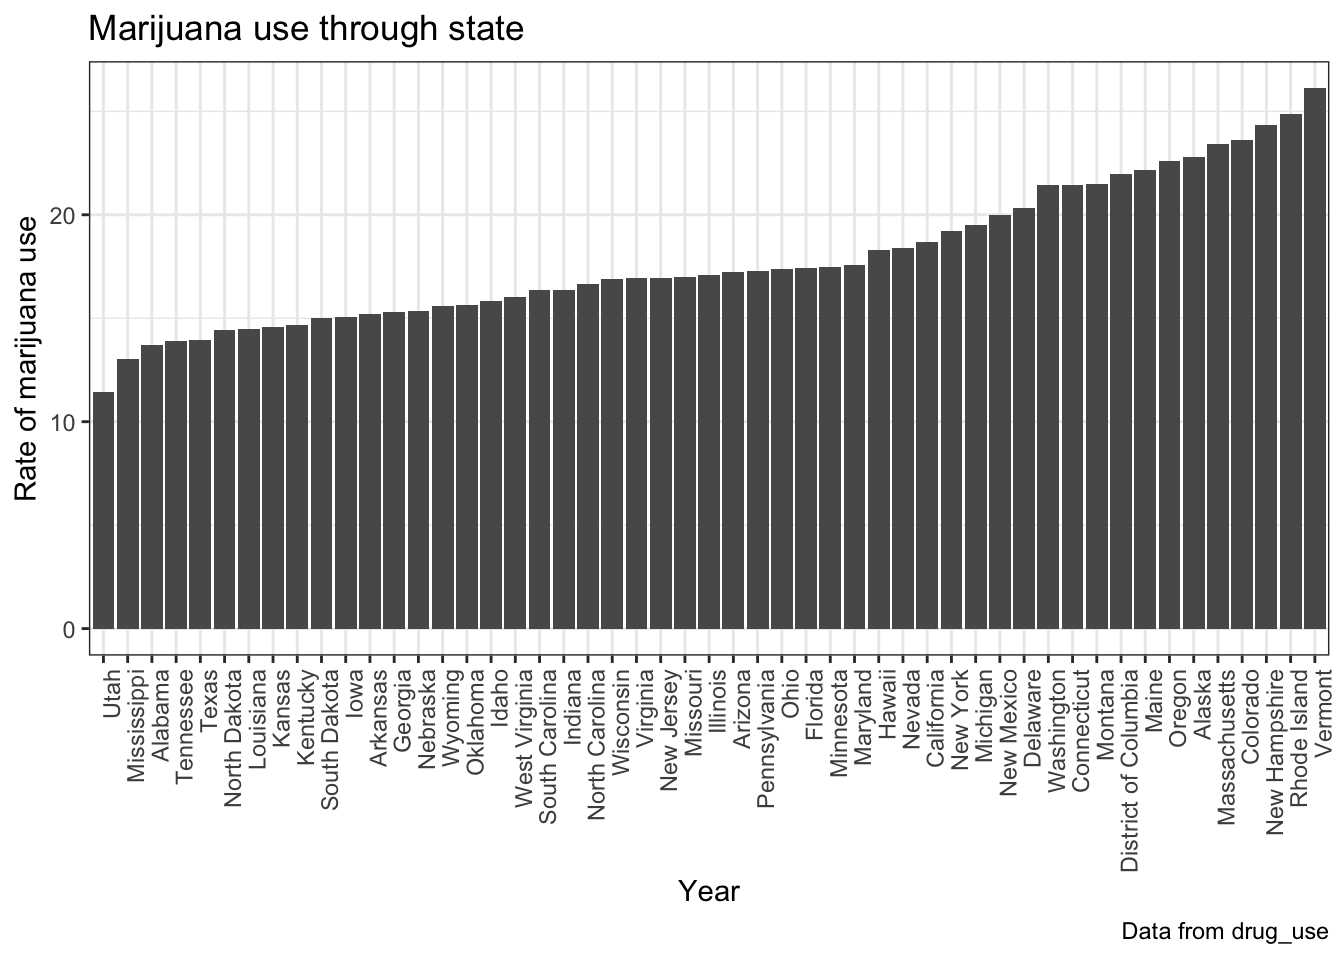 Marijuana use through state
Rate of marijuana use
20
10
0
Utah
Mississippi
Alabama
Tennessee
Texas
North Dakota
Louisiana
Kansas
Kentucky
South Dakota
Iowa
Arkansas
Georgia
Nebraska
Wyoming
Oklahoma
Idaho
West Virginia
South Carolina
Indiana
North Carolina
Wisconsin
Virginia
New Jersey
Missouri
Illinois
Arizona
Pennsylvania
Ohio
Florida
Minnesota
Maryland
Hawaii
Nevada
California
New York
Michigan
New Mexico
Delaware
Washington
Connecticut
Montana
District of Columbia
Maine
Oregon
Alaska
Massachusetts
Colorado
New Hampshire
Rhode Island
Vermont
Year
Data from drug_use